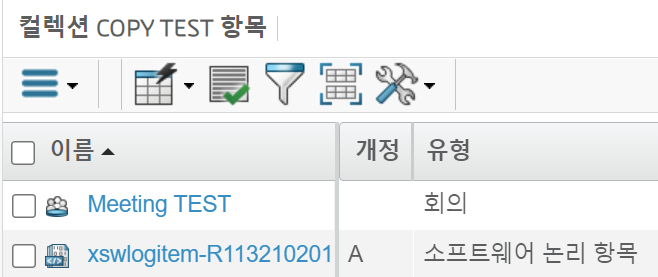 컬렉션 COPY TEST 항목
이름 개정 유형
Meeting TEST 회의
xswlogitem-R113210201 A 소프트웨어 논리 항목